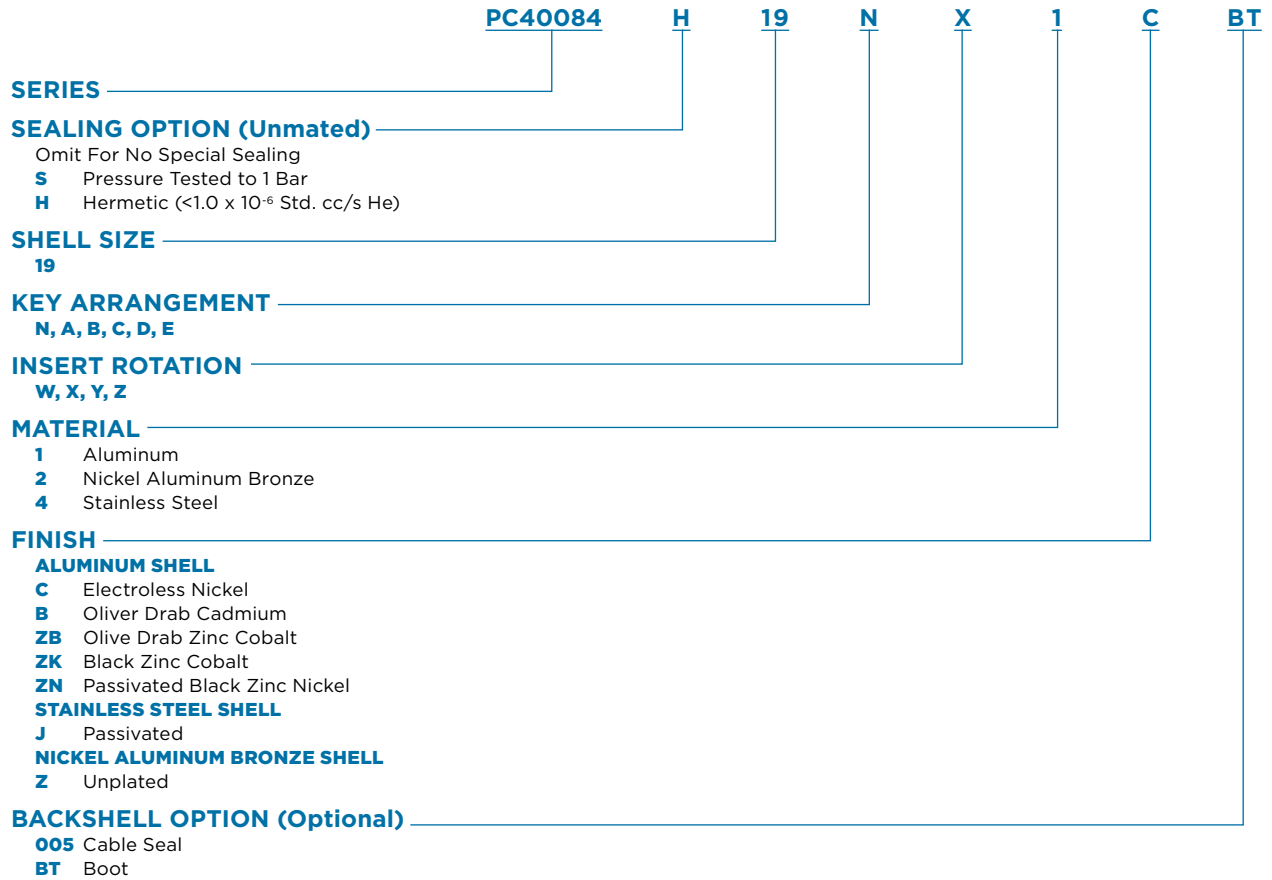 PC40084 H 19 N X 1 C BT
SERIES
SEALING OPTION (Unmated)
Omit For No Special Sealing
S Pressure Tested to 1 Bar
H Hermetic (<1.0 x 10⁻⁶ Std. cc/s He)
SHELL SIZE
19
KEY ARRANGEMENT
N, A, B, C, D, E
INSERT ROTATION
W, X, Y, Z
MATERIAL
1 Aluminum
2 Nickel Aluminum Bronze
4 Stainless Steel
FINISH
ALUMINUM SHELL
C Electroless Nickel
B Oliver Drab Cadmium
ZB Olive Drab Zinc Cobalt
ZK Black Zinc Cobalt
ZN Passivated Black Zinc Nickel
STAINLESS STEEL SHELL
J Passivated
NICKEL ALUMINUM BRONZE SHELL
Z Unplated
BACKSHELL OPTION (Optional)
005 Cable Seal
BT Boot